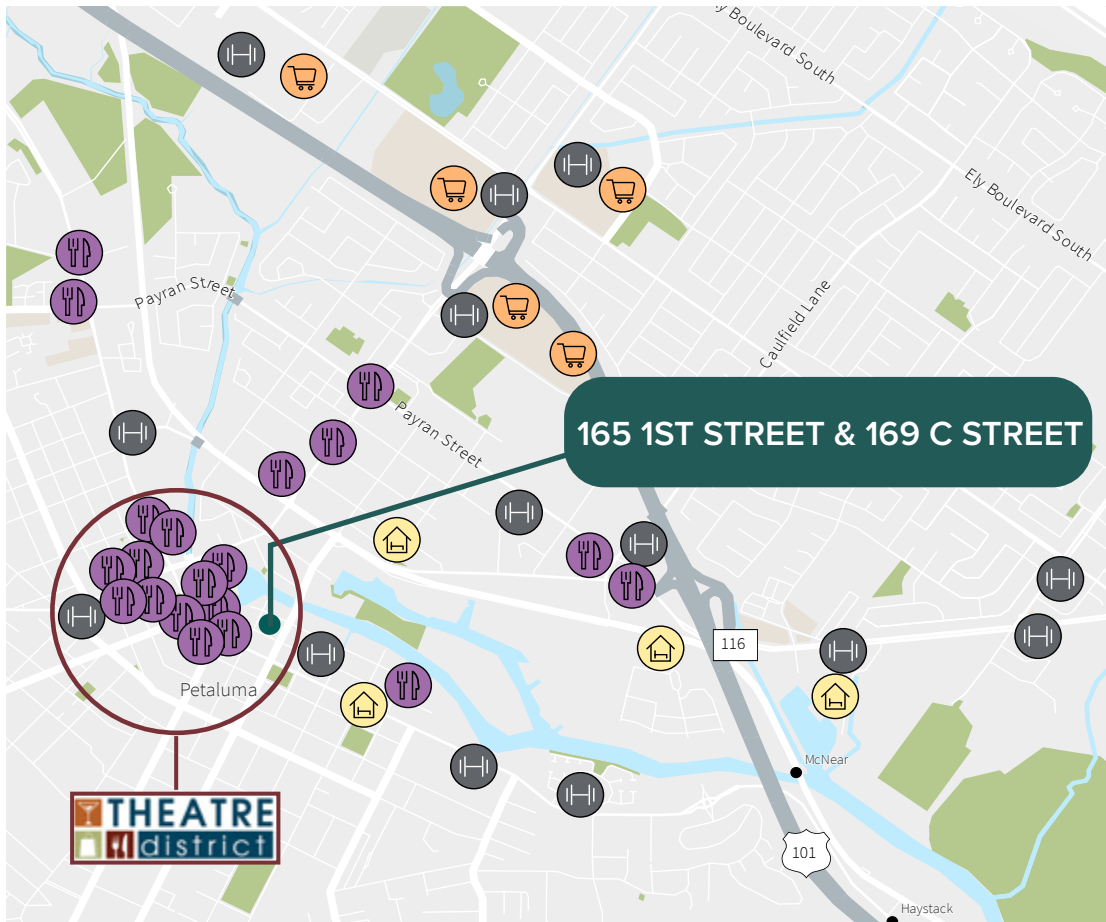 ly Boulevard South
Ely Boulevard South
Payran Street
Caulfield Lane
Payran Street
165 1ST STREET & 169 C STREET
116
Petaluma
McNear
THEATRE
district
101
Haystack